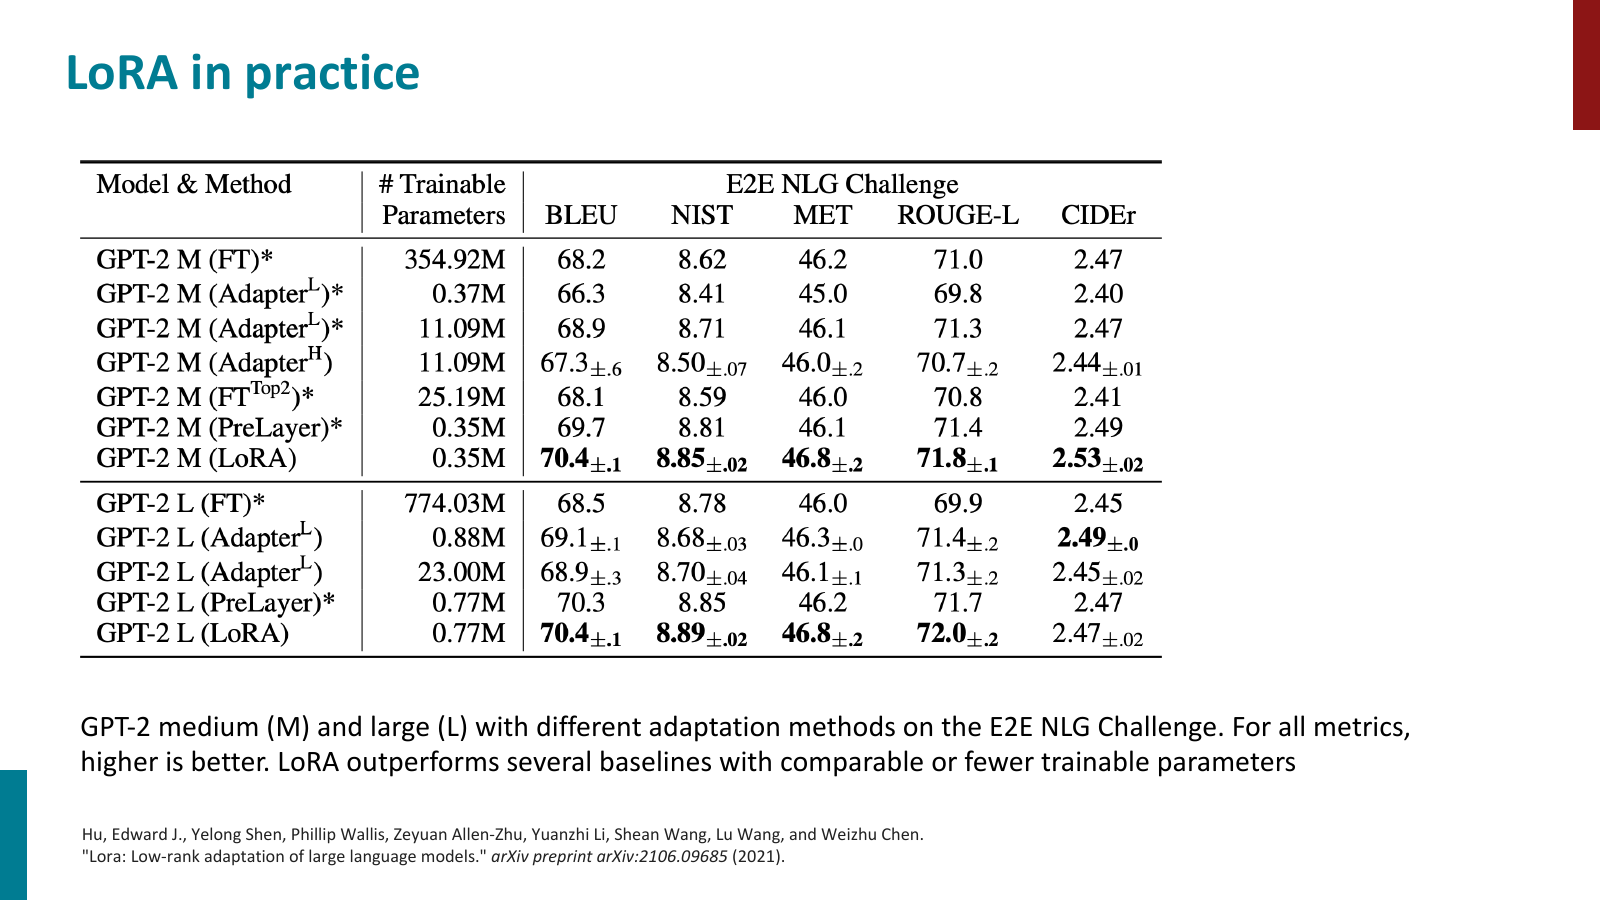 LoRA in practice
Model & Method # Trainable E2E NLG Challenge
Parameters BLEU NIST MET ROUGE-L CIDEr
GPT-2 M (FT)* 354.92M 68.2 8.62 46.2 71.0 2.47
GPT-2 M (Adapter^L)* 0.37M 66.3 8.41 45.0 69.8 2.40
GPT-2 M (Adapter^L)* 11.09M 68.9 8.71 46.1 71.3 2.47
GPT-2 M (Adapter^H) 11.09M 67.3±.6 8.50±.07 46.0±.2 70.7±.2 2.44±.01
GPT-2 M (FT^Top2)* 25.19M 68.1 8.59 46.0 70.8 2.41
GPT-2 M (PreLayer)* 0.35M 69.7 8.81 46.1 71.4 2.49
GPT-2 M (LoRA) 0.35M 70.4±.1 8.85±.02 46.8±.2 71.8±.1 2.53±.02
GPT-2 L (FT)* 774.03M 68.5 8.78 46.0 69.9 2.45
GPT-2 L (Adapter^L) 0.88M 69.1±.1 8.68±.03 46.3±.0 71.4±.2 2.49±.0
GPT-2 L (Adapter^L) 23.00M 68.9±.3 8.70±.04 46.1±.1 71.3±.2 2.45±.02
GPT-2 L (PreLayer)* 0.77M 70.3 8.85 46.2 71.7 2.47
GPT-2 L (LoRA) 0.77M 70.4±.1 8.89±.02 46.8±.2 72.0±.2 2.47±.02
GPT-2 medium (M) and large (L) with different adaptation methods on the E2E NLG Challenge. For all metrics,
higher is better. LoRA outperforms several baselines with comparable or fewer trainable parameters
Hu, Edward J., Yelong Shen, Phillip Wallis, Zeyuan Allen-Zhu, Yuanzhi Li, Shean Wang, Lu Wang, and Weizhu Chen.
"Lora: Low-rank adaptation of large language models." arXiv preprint arXiv:2106.09685 (2021).